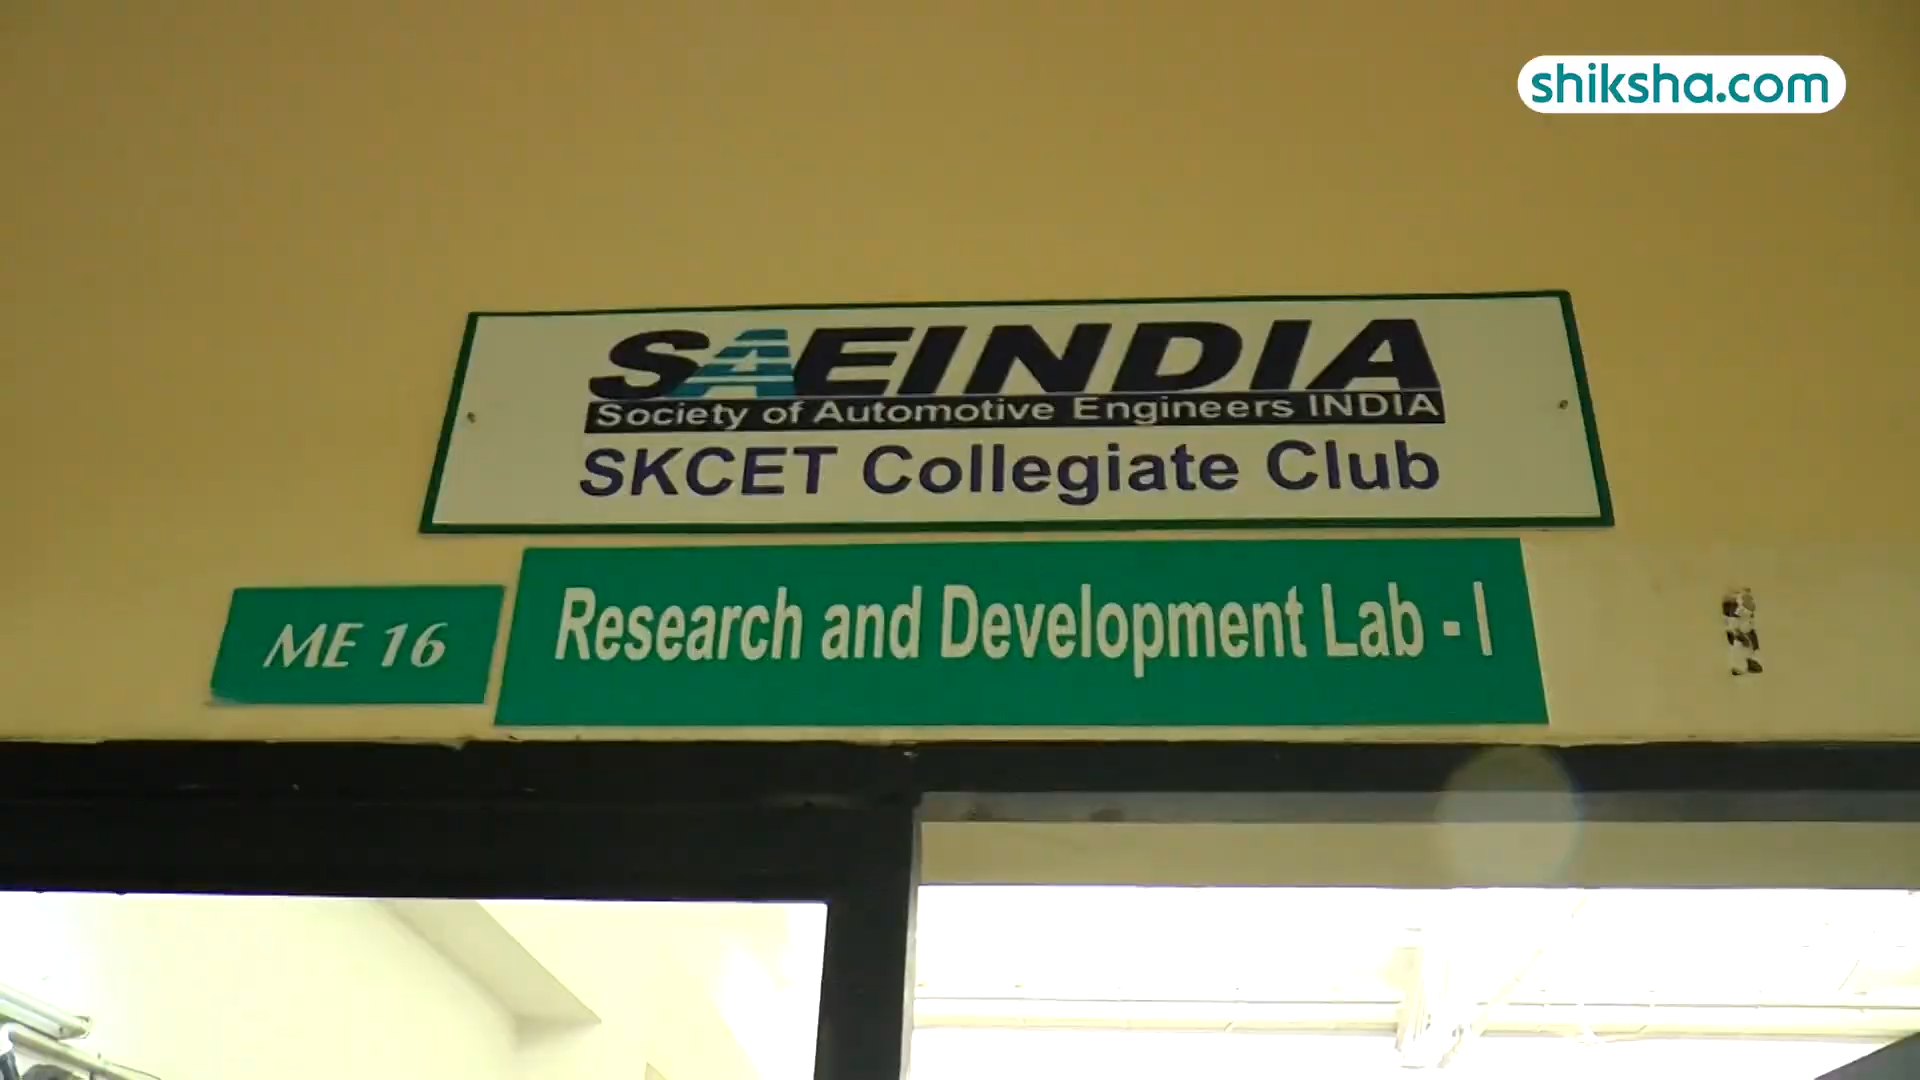 shiksha.com
SAEINDIA
Society of Automotive Engineers INDIA
SKCET Collegiate Club
ME 16
Research and Development Lab - I